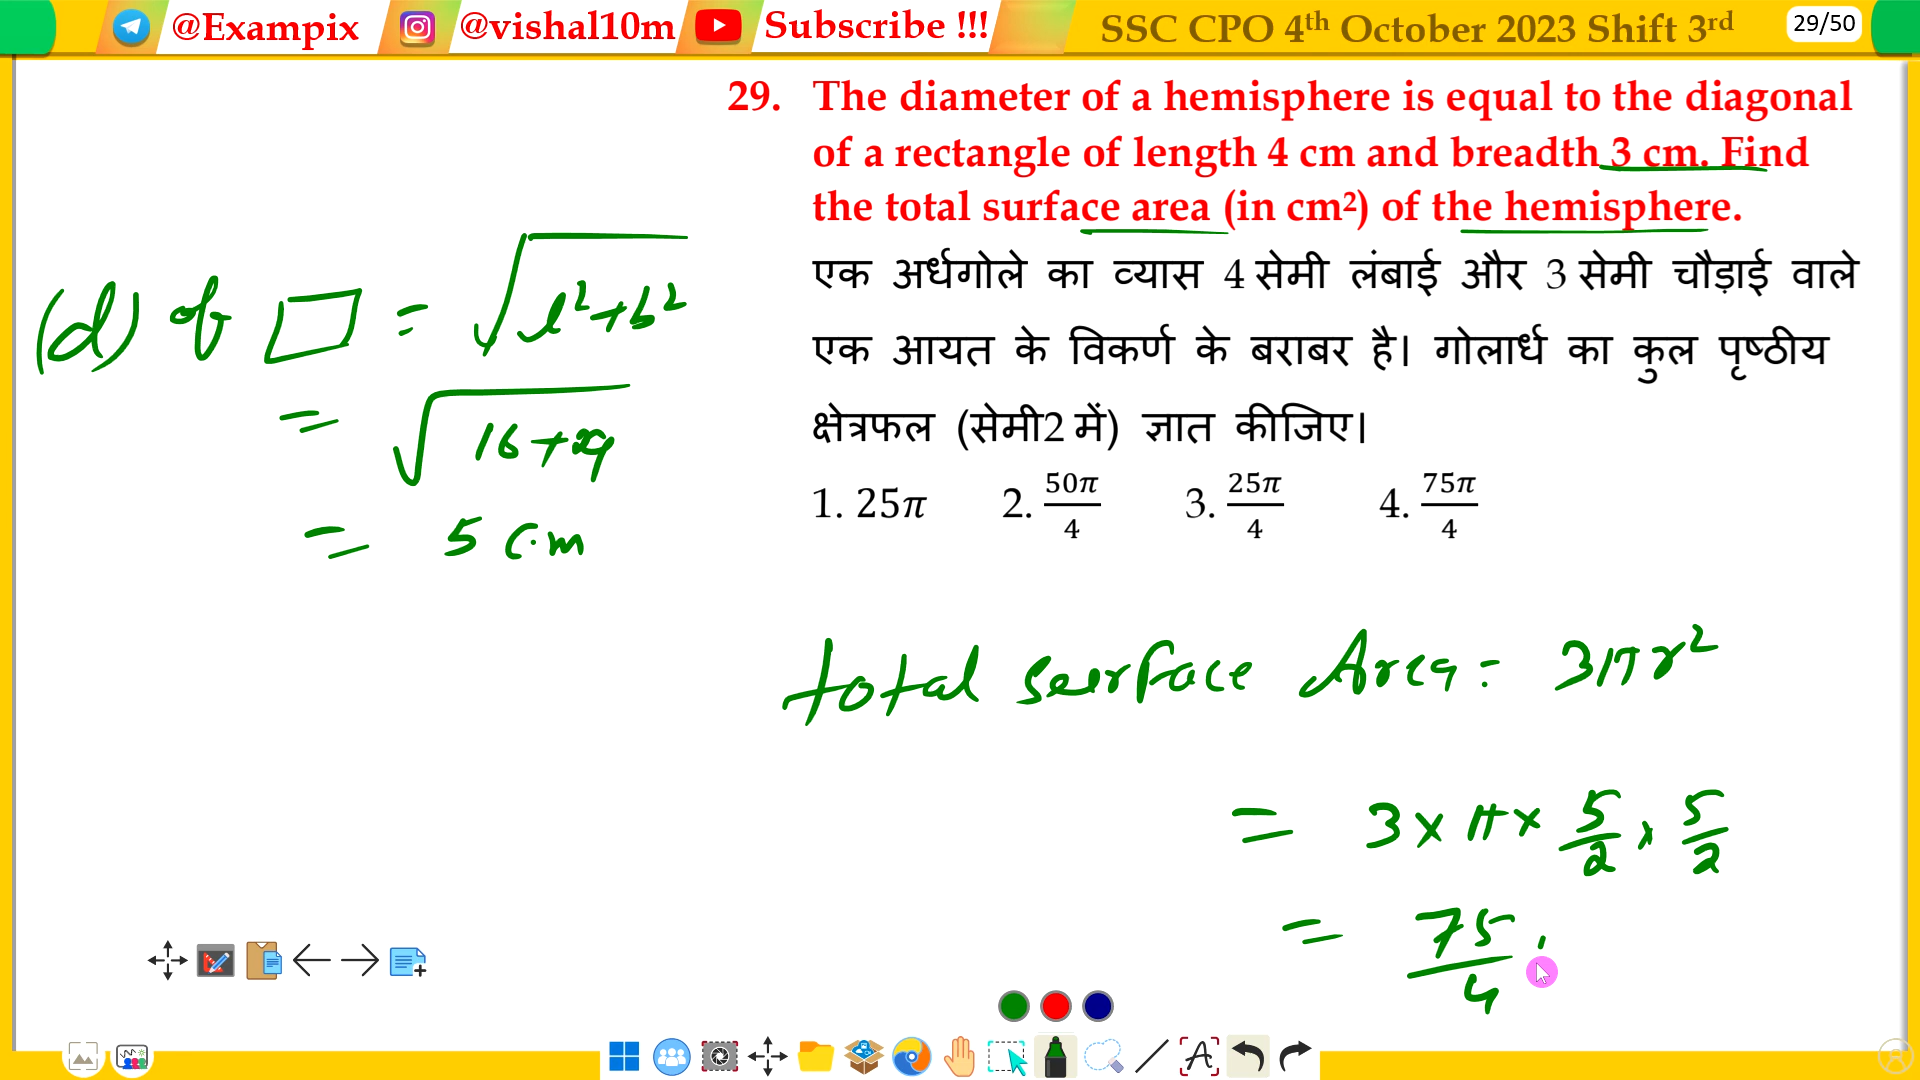 @Exampix @vishal10m Subscribe !!! SSC CPO 4th October 2023 Shift 3rd 29/50
29. The diameter of a hemisphere is equal to the diagonal
of a rectangle of length 4 cm and breadth 3 cm. Find
the total surface area (in cm²) of the hemisphere.
एक अर्धगोले का व्यास 4 सेमी लंबाई और 3 सेमी चौड़ाई वाले
एक आयत के विकर्ण के बराबर है। गोलार्ध का कुल पृष्ठीय
क्षेत्रफल (सेमी2 में) ज्ञात कीजिए।
1. 25π 2. 50π/4 3. 25π/4 4. 75π/4
(d) of ▭ = √l²+b²
= √16+9
= 5 cm
total surface Area = 3πr²
= 3 × π × 5/2 × 5/2
= 75/4